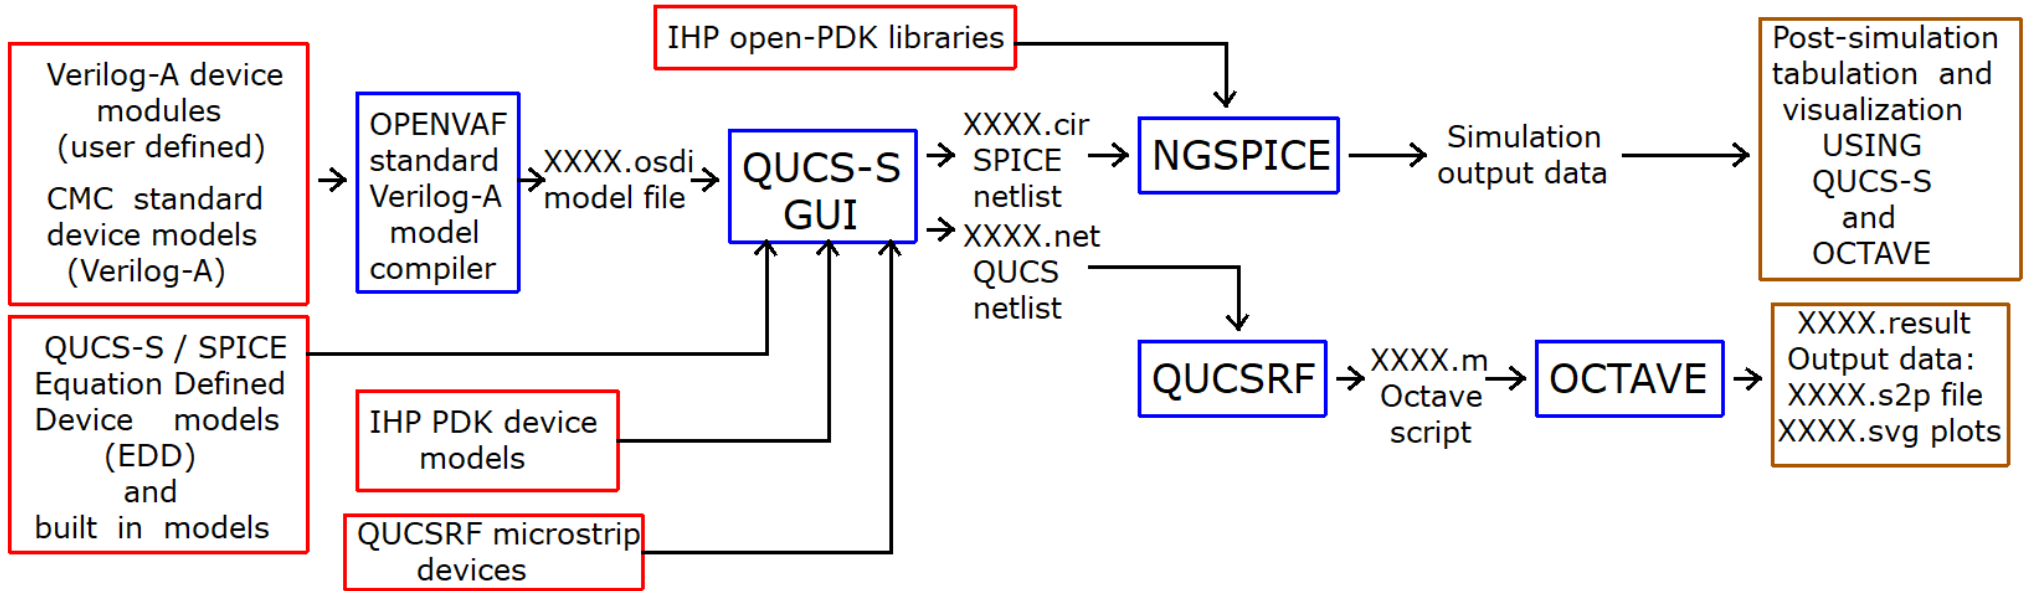 Verilog-A device
modules
(user defined)
CMC standard
device models
(Verilog-A)
QUCS-S / SPICE
Equation Defined
Device models
(EDD)
and
built in models
OPENVAF
standard
Verilog-A
model
compiler
XXXX.osdi
model file
IHP PDK device
models
QUCSRF microstrip
devices
IHP open-PDK libraries
QUCS-S
GUI
XXXX.cir
SPICE
netlist
XXXX.net
QUCS
netlist
NGSPICE
Simulation
output data
Post-simulation
tabulation and
visualization
USING
QUCS-S
and
OCTAVE
QUCSRF
XXXX.m
Octave
script
OCTAVE
XXXX.result
Output data:
XXXX.s2p file
XXXX.svg plots